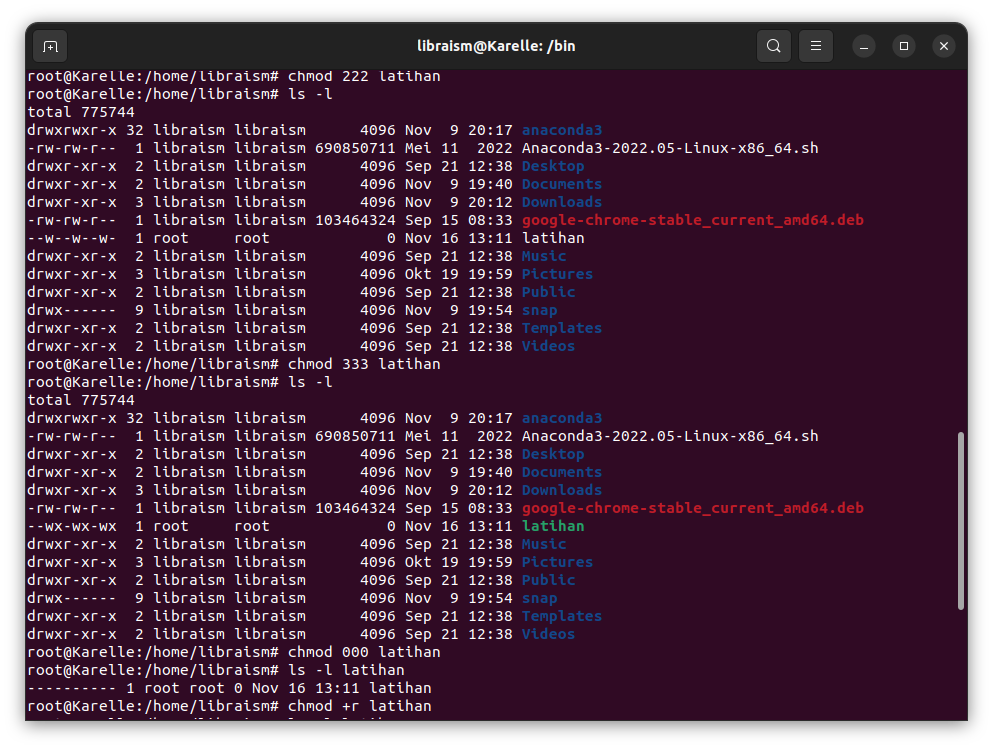 libraism@Karelle: /bin
root@Karelle:/home/libraism# chmod 222 latihan
root@Karelle:/home/libraism# ls -l
total 775744
drwxrwxr-x 32 libraism libraism      4096 Nov  9 20:17 anaconda3
-rw-rw-r--  1 libraism libraism 690850711 Mei 11  2022 Anaconda3-2022.05-Linux-x86_64.sh
drwxr-xr-x  2 libraism libraism      4096 Sep 21 12:38 Desktop
drwxr-xr-x  2 libraism libraism      4096 Nov  9 19:40 Documents
drwxr-xr-x  3 libraism libraism      4096 Nov  9 20:12 Downloads
-rw-rw-r--  1 libraism libraism 103464324 Sep 15 08:33 google-chrome-stable_current_amd64.deb
--w--w--w-  1 root     root             0 Nov 16 13:11 latihan
drwxr-xr-x  2 libraism libraism      4096 Sep 21 12:38 Music
drwxr-xr-x  3 libraism libraism      4096 Okt 19 19:59 Pictures
drwxr-xr-x  2 libraism libraism      4096 Sep 21 12:38 Public
drwx------  9 libraism libraism      4096 Nov  9 19:54 snap
drwxr-xr-x  2 libraism libraism      4096 Sep 21 12:38 Templates
drwxr-xr-x  2 libraism libraism      4096 Sep 21 12:38 Videos
root@Karelle:/home/libraism# chmod 333 latihan
root@Karelle:/home/libraism# ls -l
total 775744
drwxrwxr-x 32 libraism libraism      4096 Nov  9 20:17 anaconda3
-rw-rw-r--  1 libraism libraism 690850711 Mei 11  2022 Anaconda3-2022.05-Linux-x86_64.sh
drwxr-xr-x  2 libraism libraism      4096 Sep 21 12:38 Desktop
drwxr-xr-x  2 libraism libraism      4096 Nov  9 19:40 Documents
drwxr-xr-x  3 libraism libraism      4096 Nov  9 20:12 Downloads
-rw-rw-r--  1 libraism libraism 103464324 Sep 15 08:33 google-chrome-stable_current_amd64.deb
--wx-wx-wx  1 root     root             0 Nov 16 13:11 latihan
drwxr-xr-x  2 libraism libraism      4096 Sep 21 12:38 Music
drwxr-xr-x  3 libraism libraism      4096 Okt 19 19:59 Pictures
drwxr-xr-x  2 libraism libraism      4096 Sep 21 12:38 Public
drwx------  9 libraism libraism      4096 Nov  9 19:54 snap
drwxr-xr-x  2 libraism libraism      4096 Sep 21 12:38 Templates
drwxr-xr-x  2 libraism libraism      4096 Sep 21 12:38 Videos
root@Karelle:/home/libraism# chmod 000 latihan
root@Karelle:/home/libraism# ls -l latihan
---------- 1 root root 0 Nov 16 13:11 latihan
root@Karelle:/home/libraism# chmod +r latihan